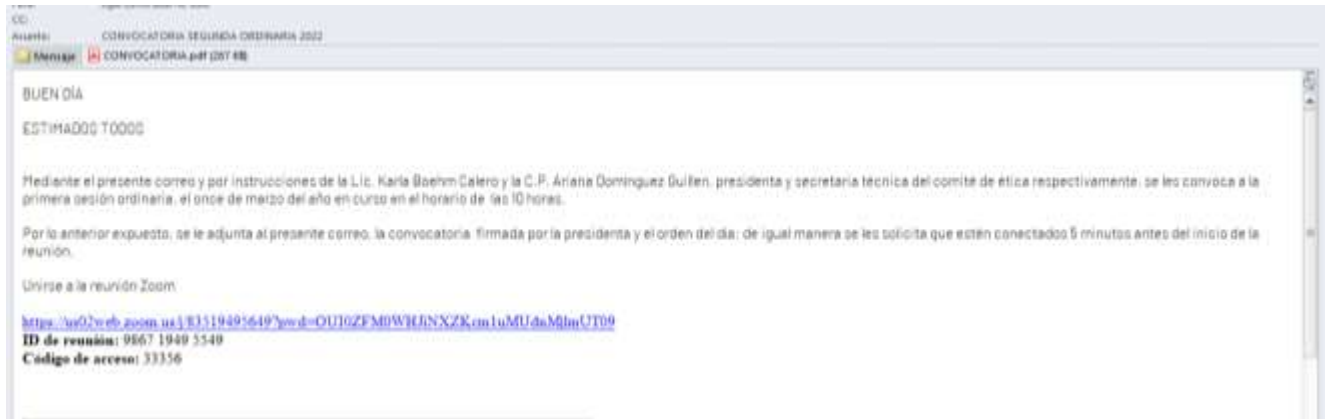 CC:
Asunto: CONVOCATORIA SEGUNDA ORDINARIA 2022
Mensaje CONVOCATORIA.pdf (267 KB)
BUEN DÍA
ESTIMADOS TODOS
Mediante el presente correo y por instrucciones de la Lic. Karla Boehm Calero y la C.P. Ariana Dominguez Guillen, presidenta y secretaria técnica del comité de ética respectivamente, se les convoca a la
primera sesión ordinaria, el once de marzo del año en curso en el horario de las 10 horas.
Por lo anterior expuesto, se le adjunta al presente correo, la convocatoria firmada por la presidenta y el orden del día; de igual manera se les solicita que estén conectados 5 minutos antes del inicio de la
reunión.
Unirse a la reunión Zoom
ID de reunión: 9867 1949 5549
Código de acceso: 33356